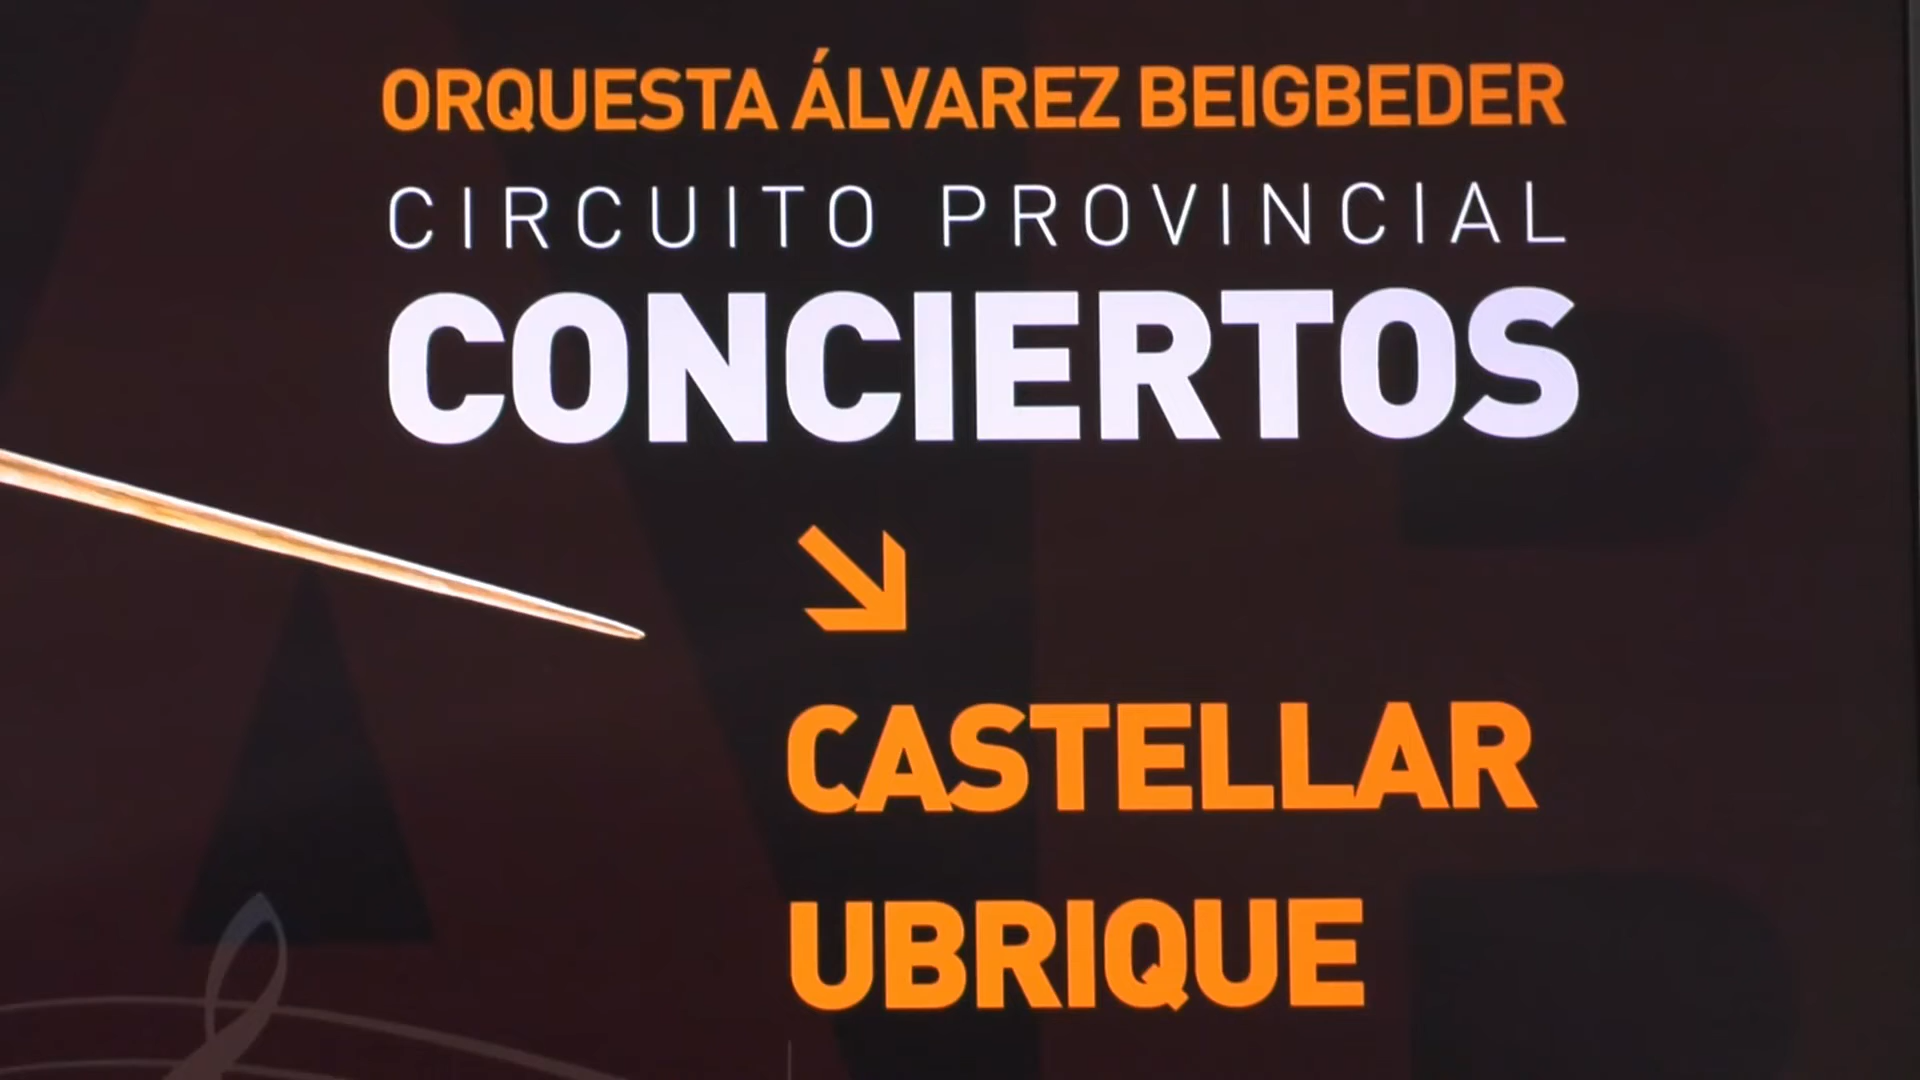 ORQUESTA ÁLVAREZ BEIGBEDER
CIRCUITO PROVINCIAL
CONCIERTOS
CASTELLAR
UBRIQUE